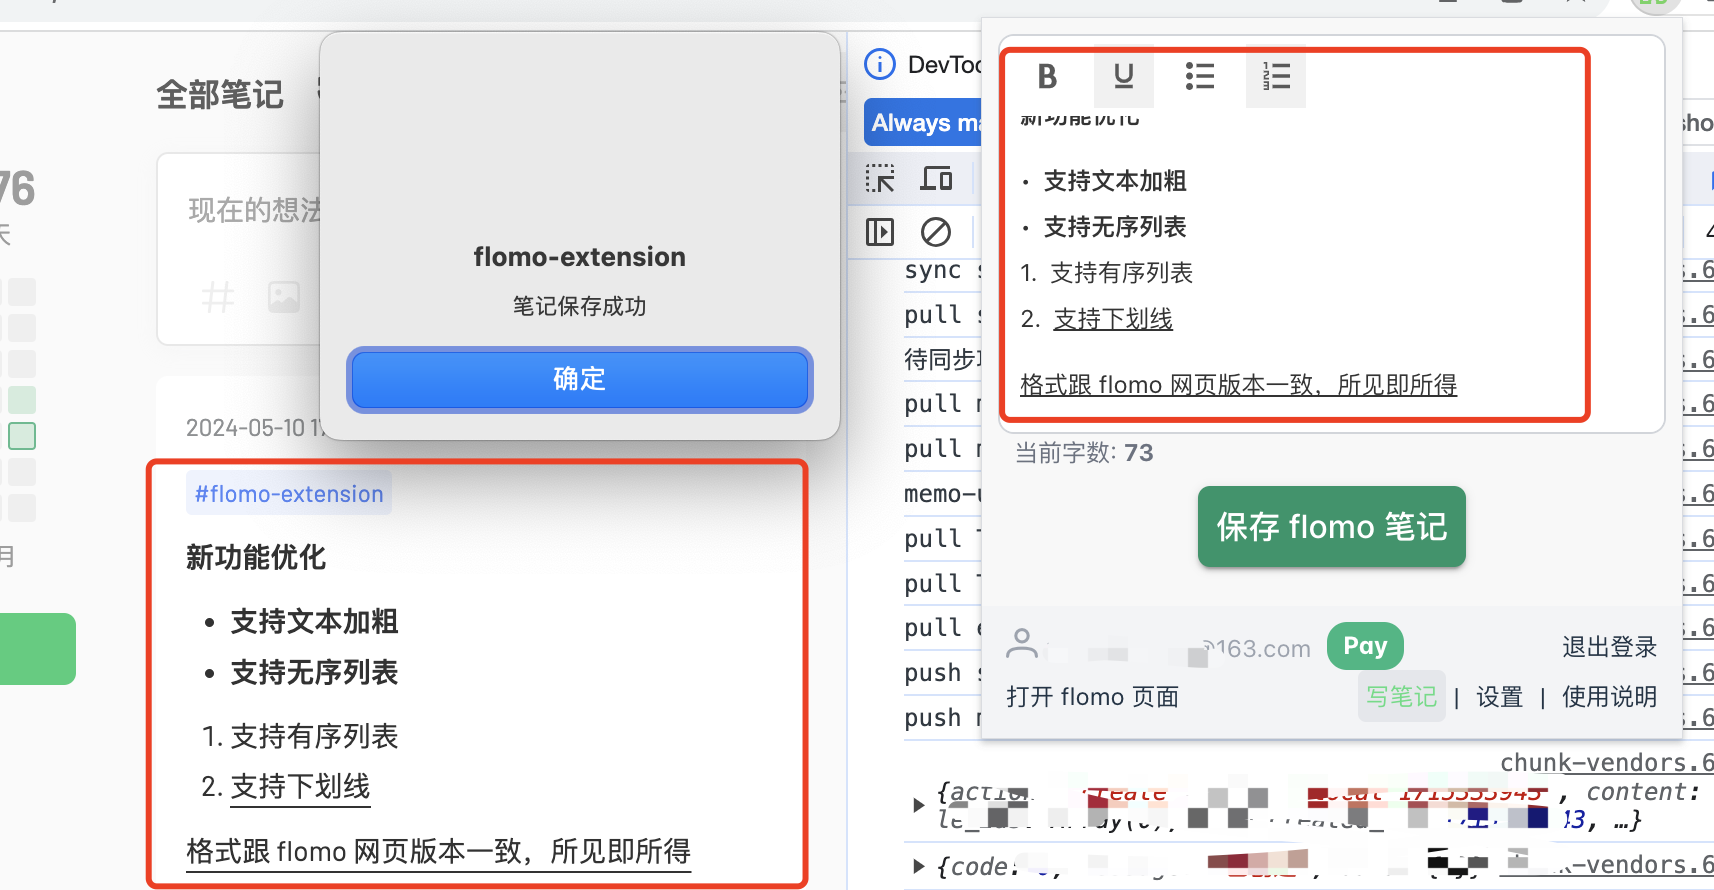 全部笔记
76
天
现在的想法
月
2024-05-10 17
#flomo-extension
新功能优化
• 支持文本加粗
• 支持无序列表
1. 支持有序列表
2. 支持下划线
格式跟 flomo 网页版本一致，所见即所得
flomo-extension
笔记保存成功
确定
DevToo
Always ma
sync s
pull s
待同步
pull
pull
memo-u
pull
pull
pull e
push s
push
B U
新功能优化
• 支持文本加粗
• 支持无序列表
1. 支持有序列表
2. 支持下划线
格式跟 flomo 网页版本一致，所见即所得
当前字数: 73
保存 flomo 笔记
@163.com Pay 退出登录
打开 flomo 页面 写笔记 | 设置 | 使用说明
chunk-vendors.6
, content:
43, …}
{code:
-vendors.6